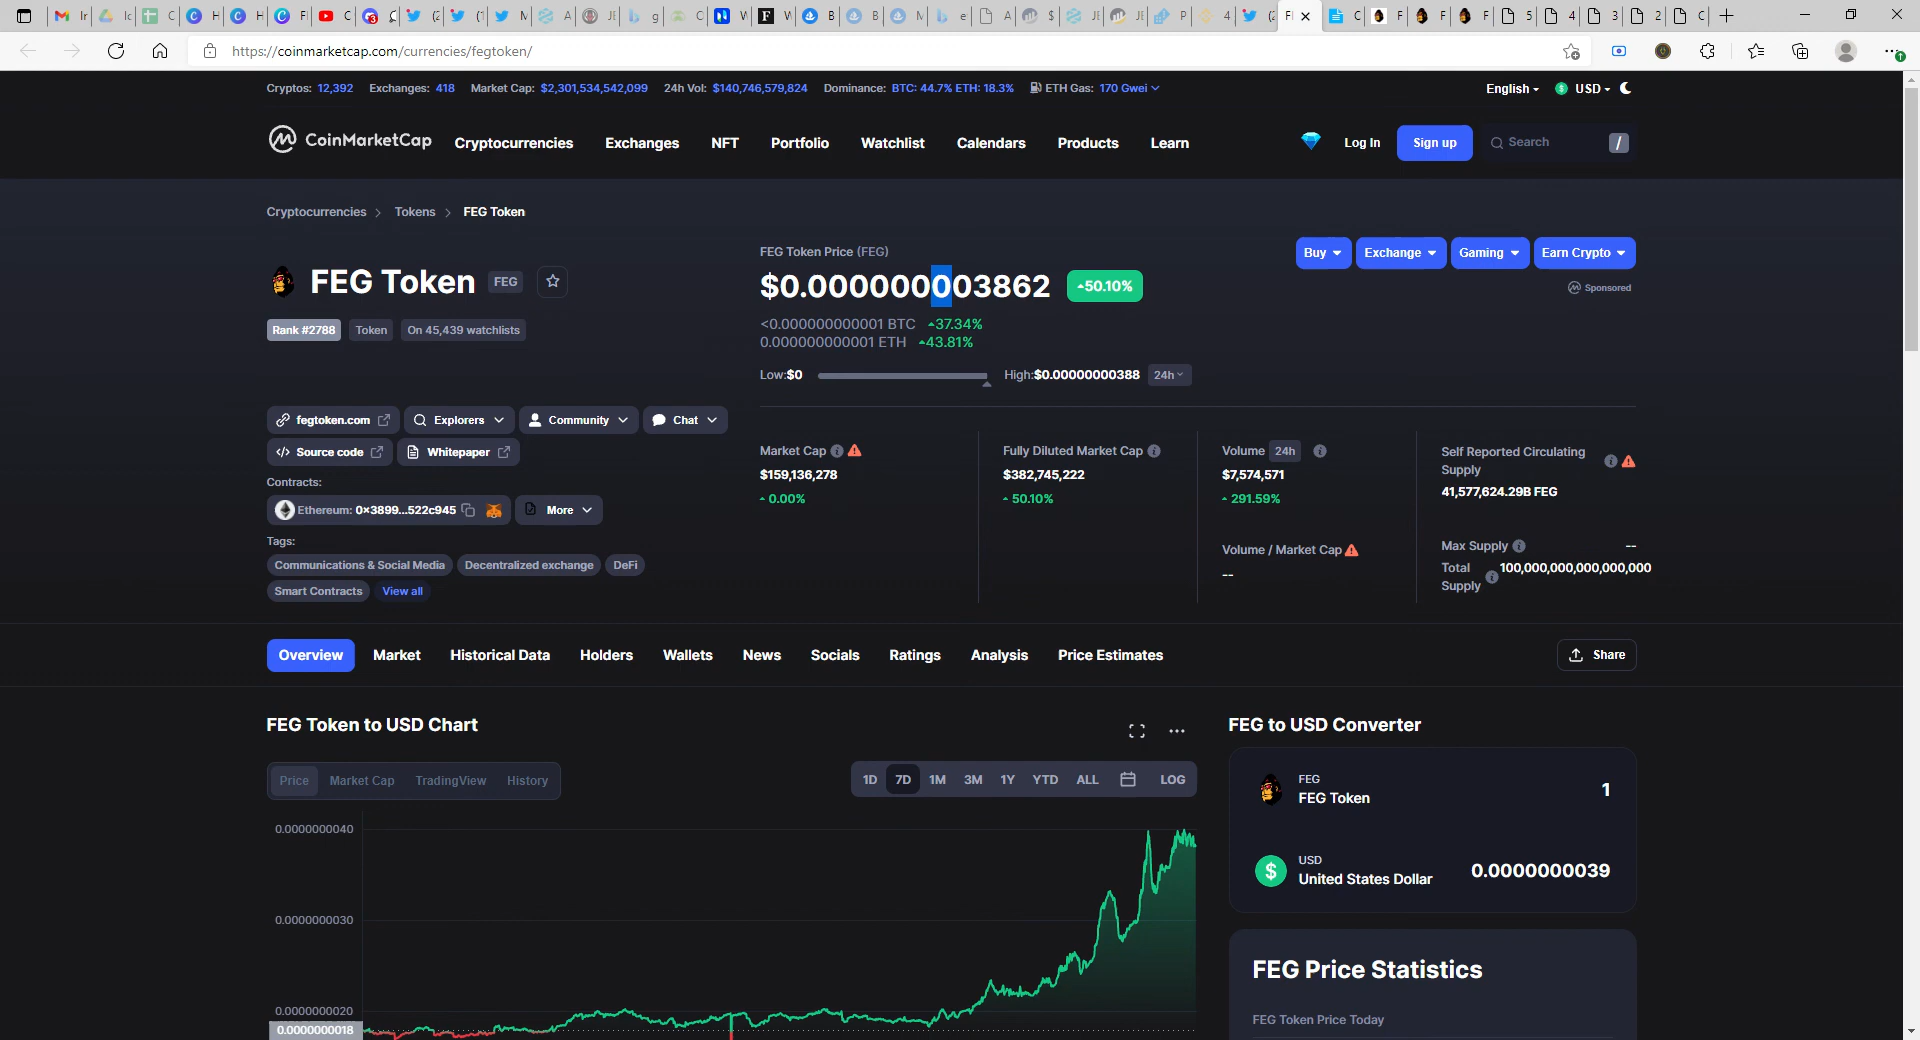 https://coinmarketcap.com/currencies/fegtoken/
Cryptos: 12,392 Exchanges: 418 Market Cap: $2,301,534,542,099 24h Vol: $140,746,579,824 Dominance: BTC: 44.7% ETH: 18.3% ETH Gas: 170 Gwei English USD
CoinMarketCap Cryptocurrencies Exchanges NFT Portfolio Watchlist Calendars Products Learn Log In Sign up Search /
Cryptocurrencies > Tokens > FEG Token
FEG Token Price (FEG)
Buy Exchange Gaming Earn Crypto
FEG Token FEG
$0.000000003862 50.10%
Sponsored
Rank #2788 Token On 45,439 watchlists
<0.000000000001 BTC 37.34%
0.000000000001 ETH 43.81%
Low:$0 High:$0.00000000388 24h
fegtoken.com Explorers Community Chat
Source code Whitepaper
Contracts:
Ethereum: 0x3899...522c945 More
Tags:
Communications & Social Media Decentralized exchange DeFi
Smart Contracts View all
Market Cap
$159,136,278
0.00%
Fully Diluted Market Cap
$382,745,222
50.10%
Volume 24h
$7,574,571
291.59%
Volume / Market Cap
--
Self Reported Circulating
Supply
41,577,624.29B FEG
Max Supply --
Total
Supply 100,000,000,000,000,000
Overview Market Historical Data Holders Wallets News Socials Ratings Analysis Price Estimates Share
FEG Token to USD Chart
Price Market Cap TradingView History 1D 7D 1M 3M 1Y YTD ALL LOG
0.0000000040
0.0000000030
0.0000000020
0.0000000018
FEG to USD Converter
FEG
FEG Token 1
USD
United States Dollar 0.0000000039
FEG Price Statistics
FEG Token Price Today